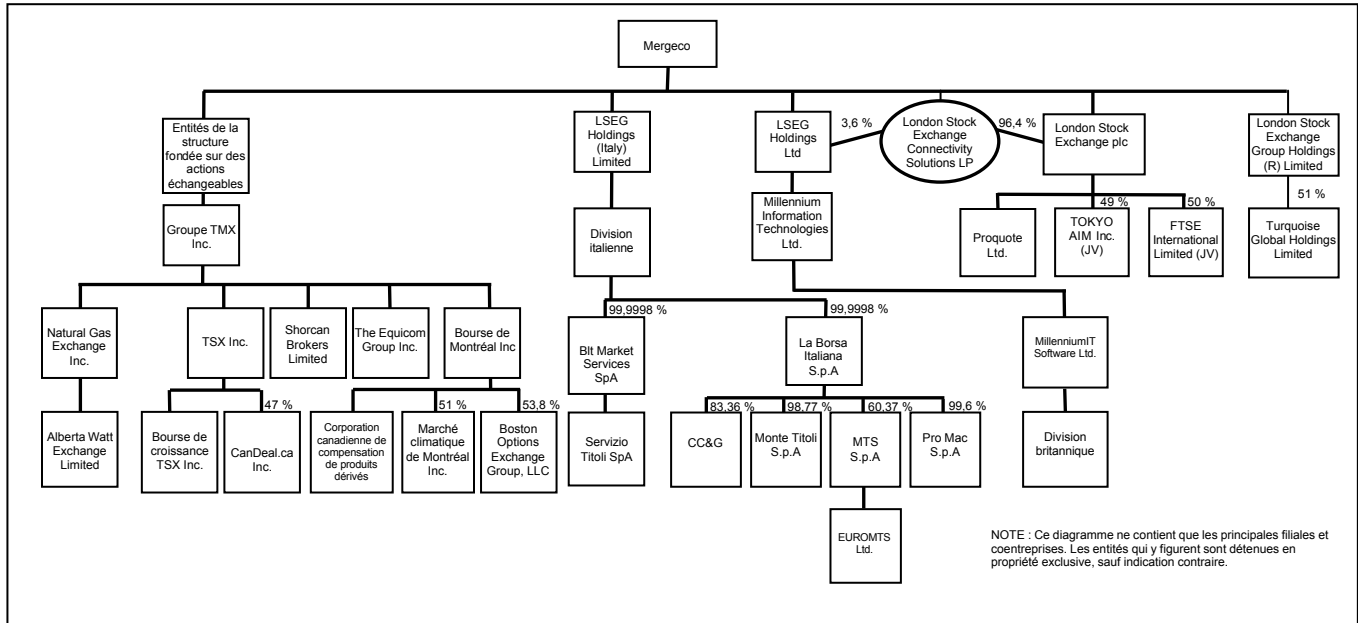 Mergeco
Entités de la
structure
fondée sur des
actions
échangeables
LSEG
Holdings
(Italy)
Limited
LSEG
Holdings
Ltd
3,6 %
London Stock
Exchange
Connectivity
Solutions LP
96,4 %
London Stock
Exchange plc
London Stock
Exchange
Group Holdings
(R) Limited
Groupe TMX
Inc.
Division
italienne
Millennium
Information
Technologies
Ltd.
Proquote
Ltd.
49 %
TOKYO
AIM Inc.
(JV)
50 %
FTSE
International
Limited (JV)
51 %
Turquoise
Global Holdings
Limited
Natural Gas
Exchange
Inc.
TSX Inc.
Shorcan
Brokers
Limited
The Equicom
Group Inc.
Bourse de
Montréal Inc
99,9998 %
BIt Market
Services
SpA
99,9998 %
La Borsa
Italiana
S.p.A
MillenniumIT
Software Ltd.
Alberta Watt
Exchange
Limited
Bourse de
croissance
TSX Inc.
47 %
CanDeal.ca
Inc.
Corporation
canadienne de
compensation
de produits
dérivés
51 %
Marché
climatique
de Montréal
Inc.
53,8 %
Boston
Options
Exchange
Group, LLC
Servizio
Titoli SpA
83,36 %
CC&G
98,77 %
Monte Titoli
S.p.A
60,37 %
MTS
S.p.A
99,6 %
Pro Mac
S.p.A
Division
britannique
EUROMTS
Ltd.
NOTE : Ce diagramme ne contient que les principales filiales et
coentreprises. Les entités qui y figurent sont détenues en
propriété exclusive, sauf indication contraire.